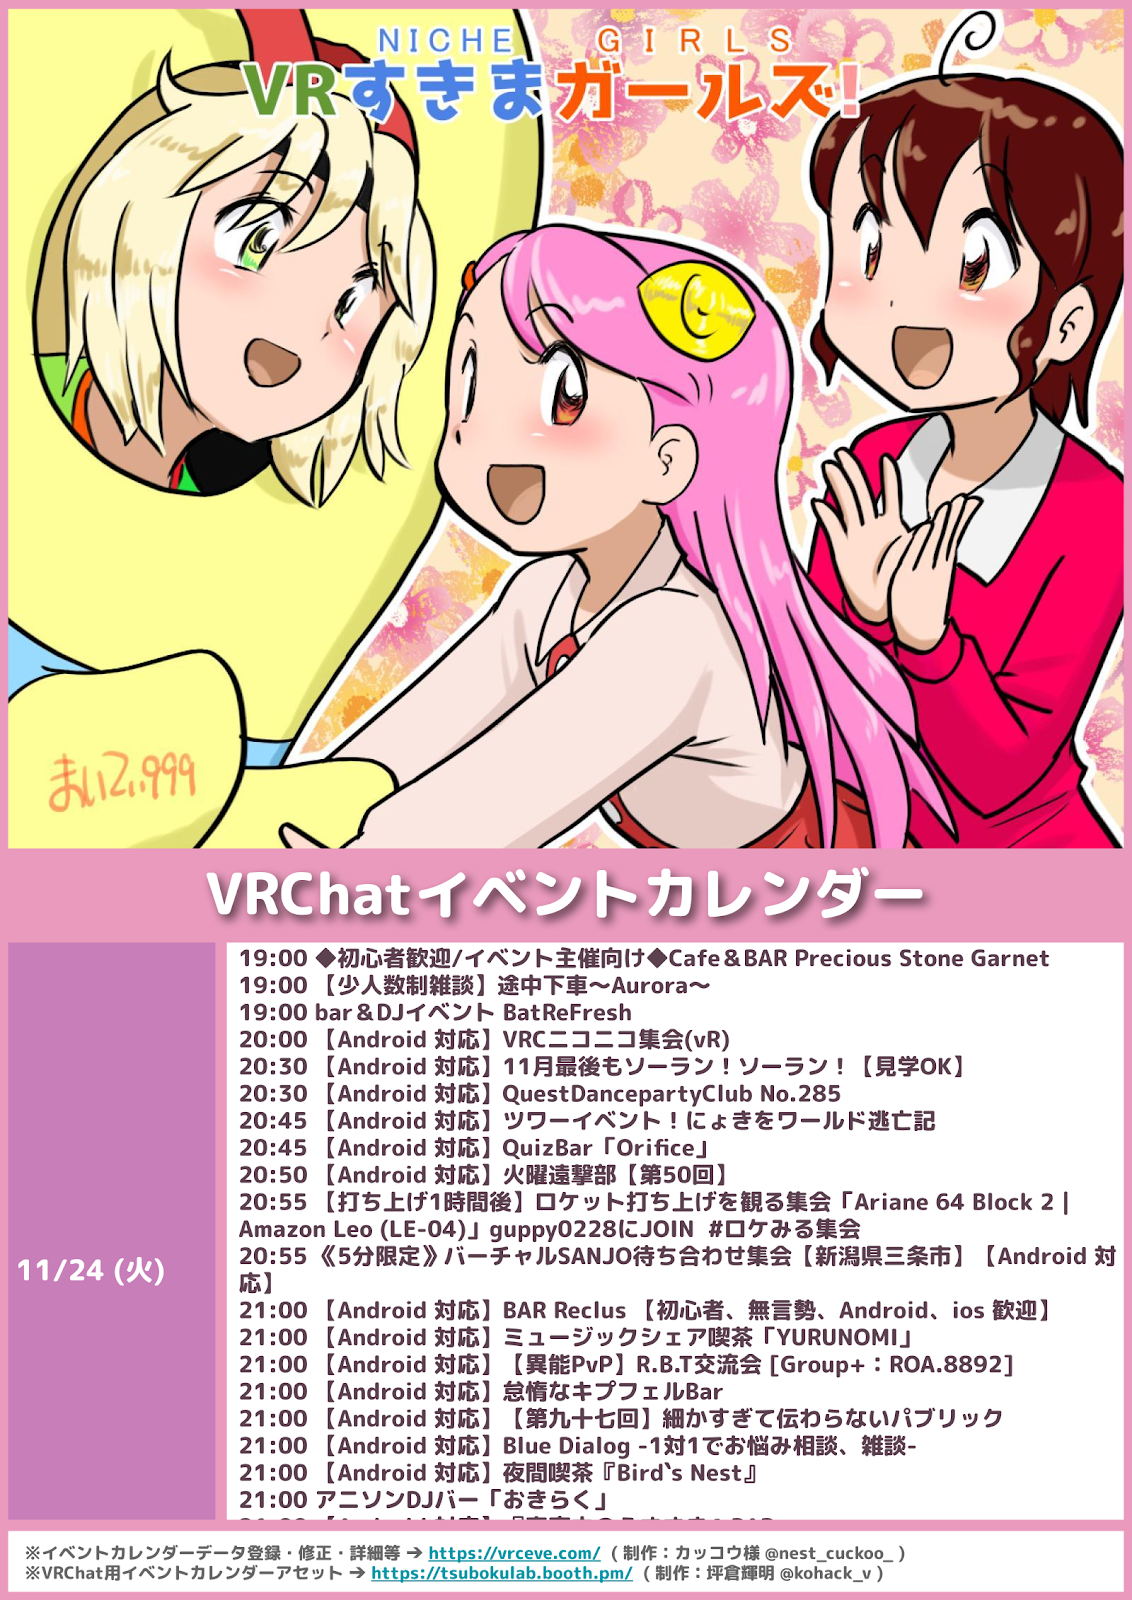 NICHE GIRLS
VRすきまガールズ!
まいてぃ999
VRChatイベントカレンダー
11/24 (火)
19:00 ◆初心者歓迎/イベント主催向け◆Cafe＆BAR Precious Stone Garnet
19:00 【少人数制雑談】途中下車～Aurora～
19:00 bar＆DJイベント BatReFresh
20:00 【Android 対応】VRCニコニコ集会(vR)
20:30 【Android 対応】11月最後もソーラン！ソーラン！【見学OK】
20:30 【Android 対応】QuestDancepartyClub No.285
20:45 【Android 対応】ツワーイベント！にょきをワールド逃亡記
20:45 【Android 対応】QuizBar「Orifice」
20:50 【Android 対応】火曜遠撃部【第50回】
20:55 【打ち上げ1時間後】ロケット打ち上げを観る集会「Ariane 64 Block 2 |
Amazon Leo (LE-04)」guppy0228にJOIN #ロケみる集会
20:55 《5分限定》バーチャルSANJO待ち合わせ集会【新潟県三条市】【Android 対
応】
21:00 【Android 対応】BAR Reclus 【初心者、無言勢、Android、ios 歓迎】
21:00 【Android 対応】ミュージックシェア喫茶「YURUNOMI」
21:00 【Android 対応】【異能PvP】R.B.T交流会 [Group+：ROA.8892]
21:00 【Android 対応】怠惰なキプフェルBar
21:00 【Android 対応】【第九十七回】細かすぎて伝わらないパブリック
21:00 【Android 対応】Blue Dialog -1対1でお悩み相談、雑談-
21:00 【Android 対応】夜間喫茶『Bird‵s Nest』
21:00 アニソンDJバー「おきらく」
※イベントカレンダーデータ登録・修正・詳細等 → https://vrceve.com/ （ 制作：カッコウ様 @nest_cuckoo_ ）
※VRChat用イベントカレンダーアセット → https://tsubokulab.booth.pm/ （ 制作：坪倉輝明 @kohack_v ）